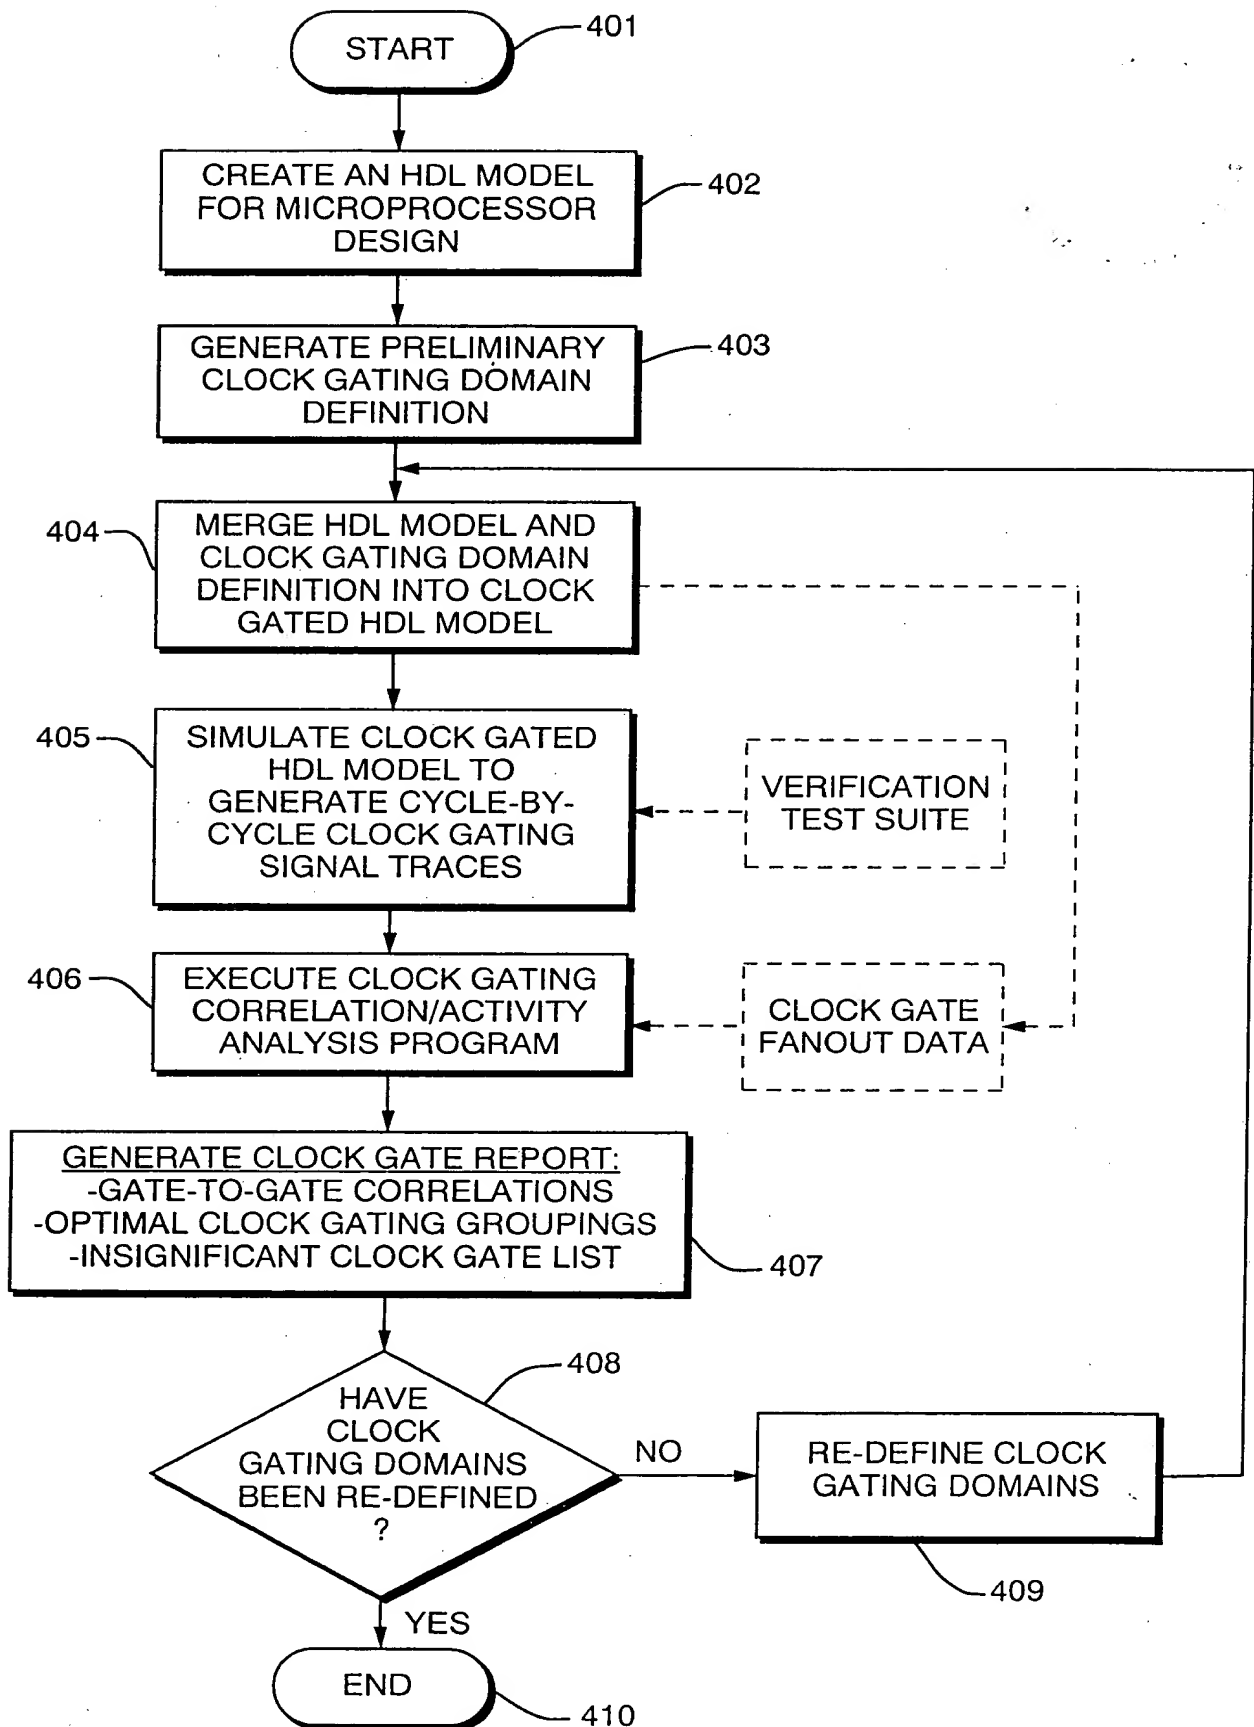 START
401
CREATE AN HDL MODEL
FOR MICROPROCESSOR
DESIGN
402
GENERATE PRELIMINARY
CLOCK GATING DOMAIN
DEFINITION
403
404
MERGE HDL MODEL AND
CLOCK GATING DOMAIN
DEFINITION INTO CLOCK
GATED HDL MODEL
405
SIMULATE CLOCK GATED
HDL MODEL TO
GENERATE CYCLE-BY-
CYCLE CLOCK GATING
SIGNAL TRACES
VERIFICATION
TEST SUITE
406
EXECUTE CLOCK GATING
CORRELATION/ACTIVITY
ANALYSIS PROGRAM
CLOCK GATE
FANOUT DATA
GENERATE CLOCK GATE REPORT:
-GATE-TO-GATE CORRELATIONS
-OPTIMAL CLOCK GATING GROUPINGS
-INSIGNIFICANT CLOCK GATE LIST
407
408
HAVE
CLOCK
GATING DOMAINS
BEEN RE-DEFINED
?
NO
RE-DEFINE CLOCK
GATING DOMAINS
409
YES
END
410